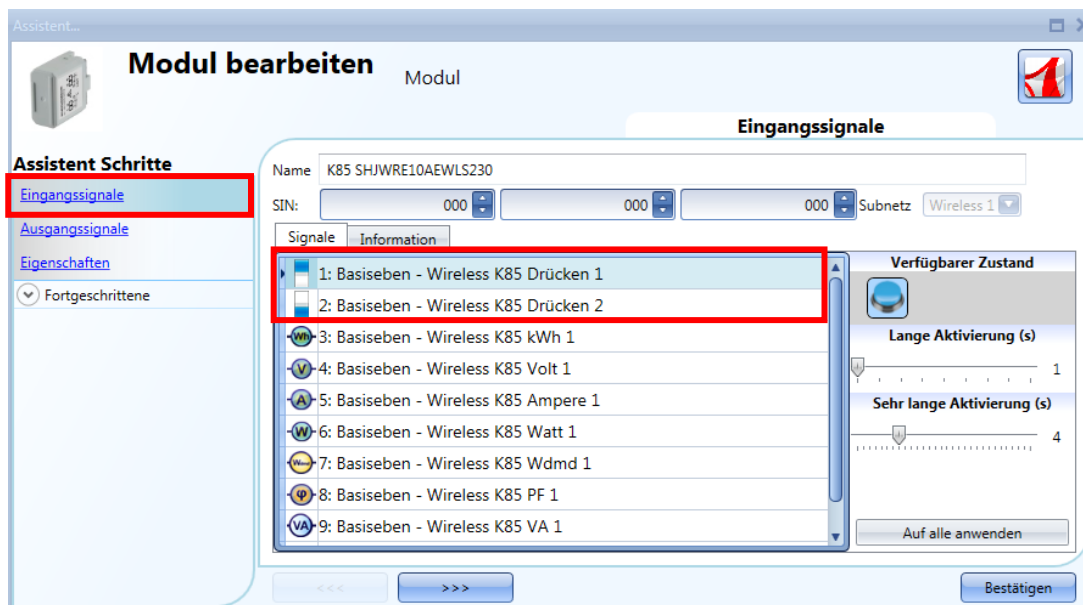 Assistent...
Modul bearbeiten
Modul
Eingangssignale
Assistent Schritte
Eingangssignale
Ausgangssignale
Eigenschaften
Fortgeschrittene
Name K85 SHJWRE10AEWLS230
SIN: 000 000 000 Subnetz Wireless 1
Signale Information
1: Basiseben - Wireless K85 Drücken 1
2: Basiseben - Wireless K85 Drücken 2
Wh 3: Basiseben - Wireless K85 kWh 1
V 4: Basiseben - Wireless K85 Volt 1
A 5: Basiseben - Wireless K85 Ampere 1
W 6: Basiseben - Wireless K85 Watt 1
7: Basiseben - Wireless K85 Wdmd 1
φ 8: Basiseben - Wireless K85 PF 1
VA 9: Basiseben - Wireless K85 VA 1
Verfügbarer Zustand
Lange Aktivierung (s)
1
Sehr lange Aktivierung (s)
4
Auf alle anwenden
<<< >>> Bestätigen